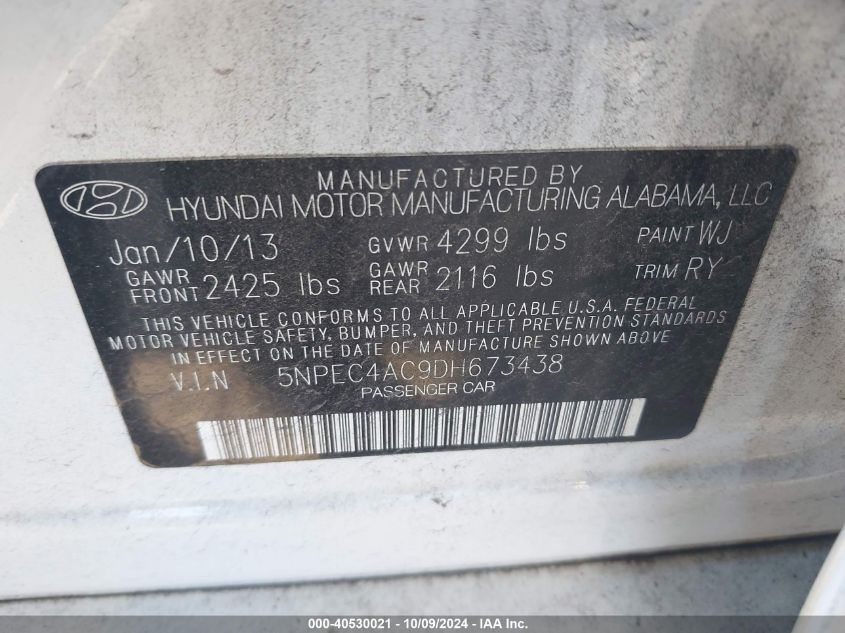 MANUFACTURED BY
HYUNDAI MOTOR MANUFACTURING ALABAMA, LLC
Jan/10/13 GVWR 4299 lbs PAINT WJ
GAWR FRONT 2425 lbs GAWR REAR 2116 lbs TRIM RY
THIS VEHICLE CONFORMS TO ALL APPLICABLE U.S.A. FEDERAL
MOTOR VEHICLE SAFETY, BUMPER, AND THEFT PREVENTION STANDARDS
IN EFFECT ON THE DATE OF MANUFACTURE SHOWN ABOVE.
V.I.N 5NPEC4AC9DH673438
PASSENGER CAR
000-40530021 - 10/09/2024 - IAA Inc.